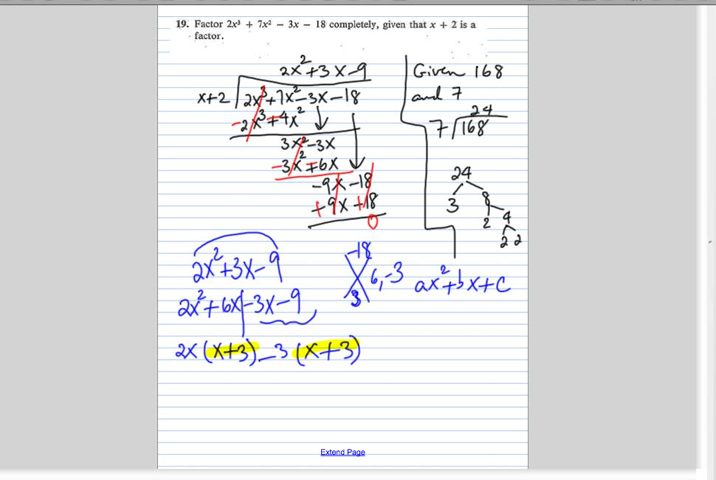 19. Factor 2x³ + 7x² − 3x − 18 completely, given that x + 2 is a
factor.
2x²+3x-9
x+2 2x³+7x²-3x-18
-2x³+4x²
3x²-3x
-3x²+6x
-9x-18
+9x+18
0
Given 168
and 7
24
7 168
24
3 8
2 4
2 2
2x²+3x-9
2x²+6x-3x-9
2x(x+3)-3(x+3)
-18
6,-3
3
ax²+bx+c
Extend Page